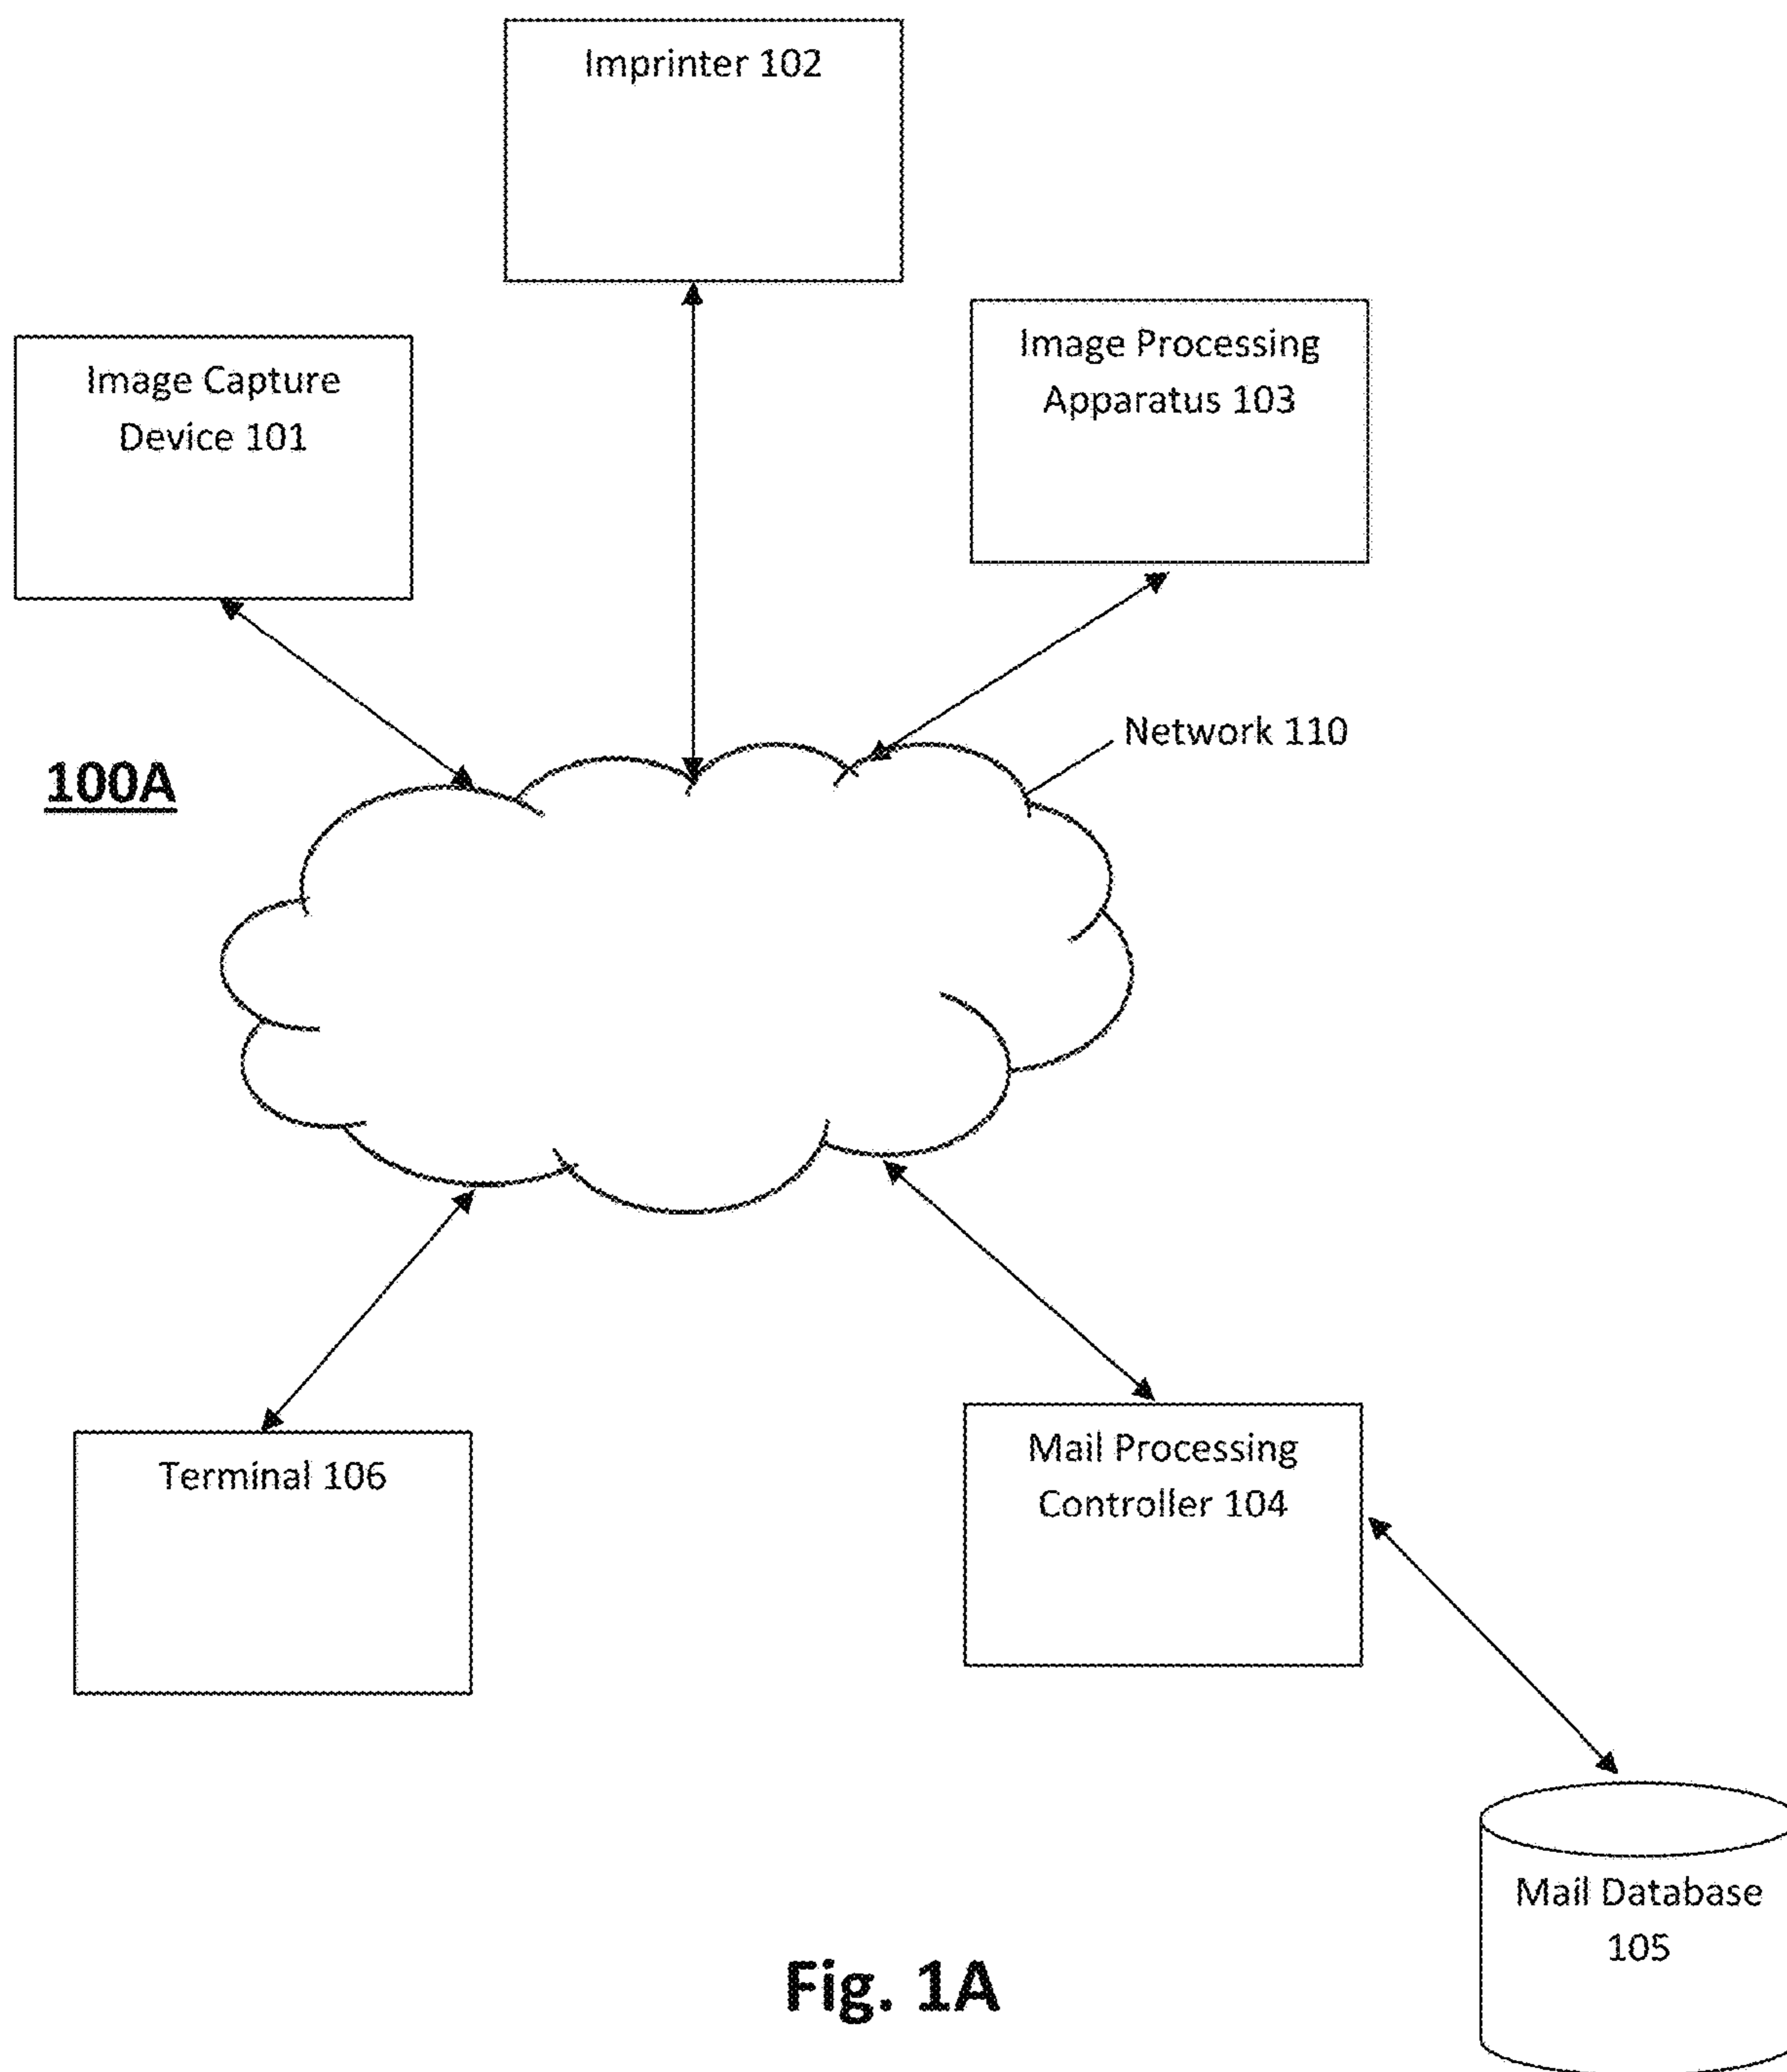 Imprinter 102
Image Processing
Apparatus 103
Image Capture
Device 101
Network 110
100A
Mail Processing
Controller 104
Terminal 106
Mail Database
105
Fig. 1A